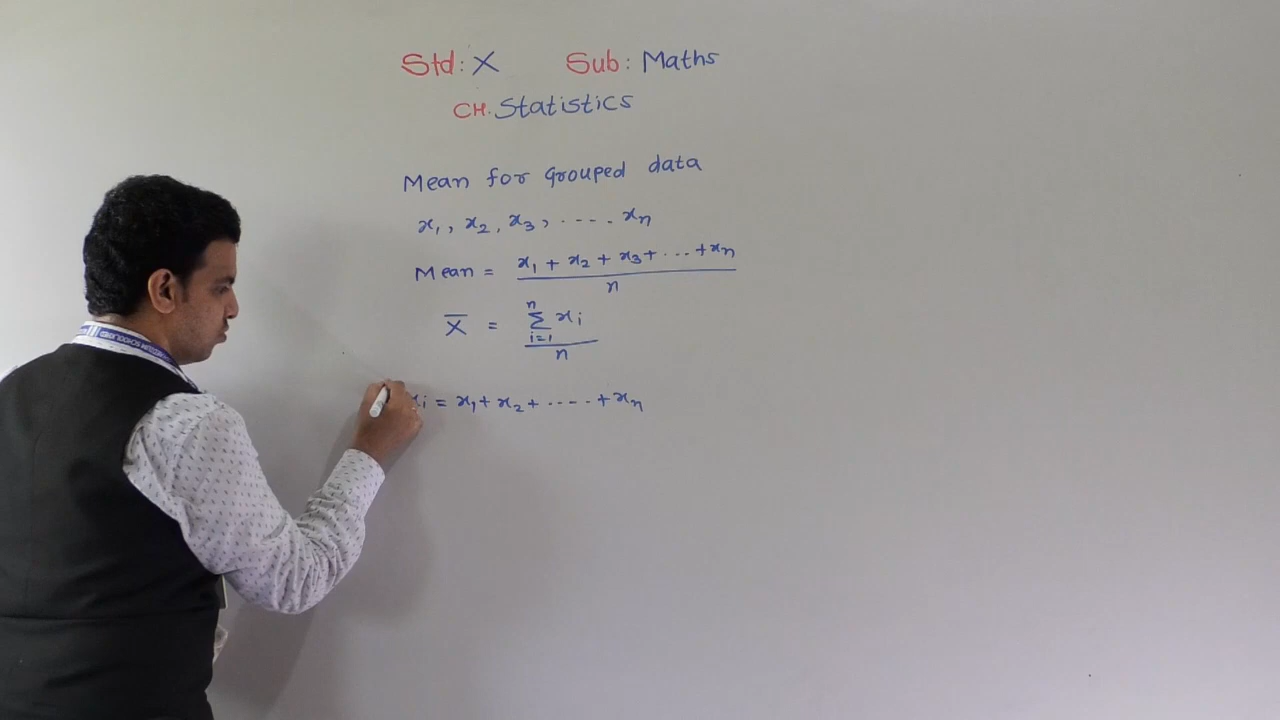 Std: X Sub: Maths
CH. Statistics
Mean for grouped data
x₁, x₂, x₃, ..... xₙ
Mean = x₁ + x₂ + x₃ + ... + xₙ
n
X̄ = n
Σ xᵢ
i=1
n
xi = x₁ + x₂ + ..... + xₙ